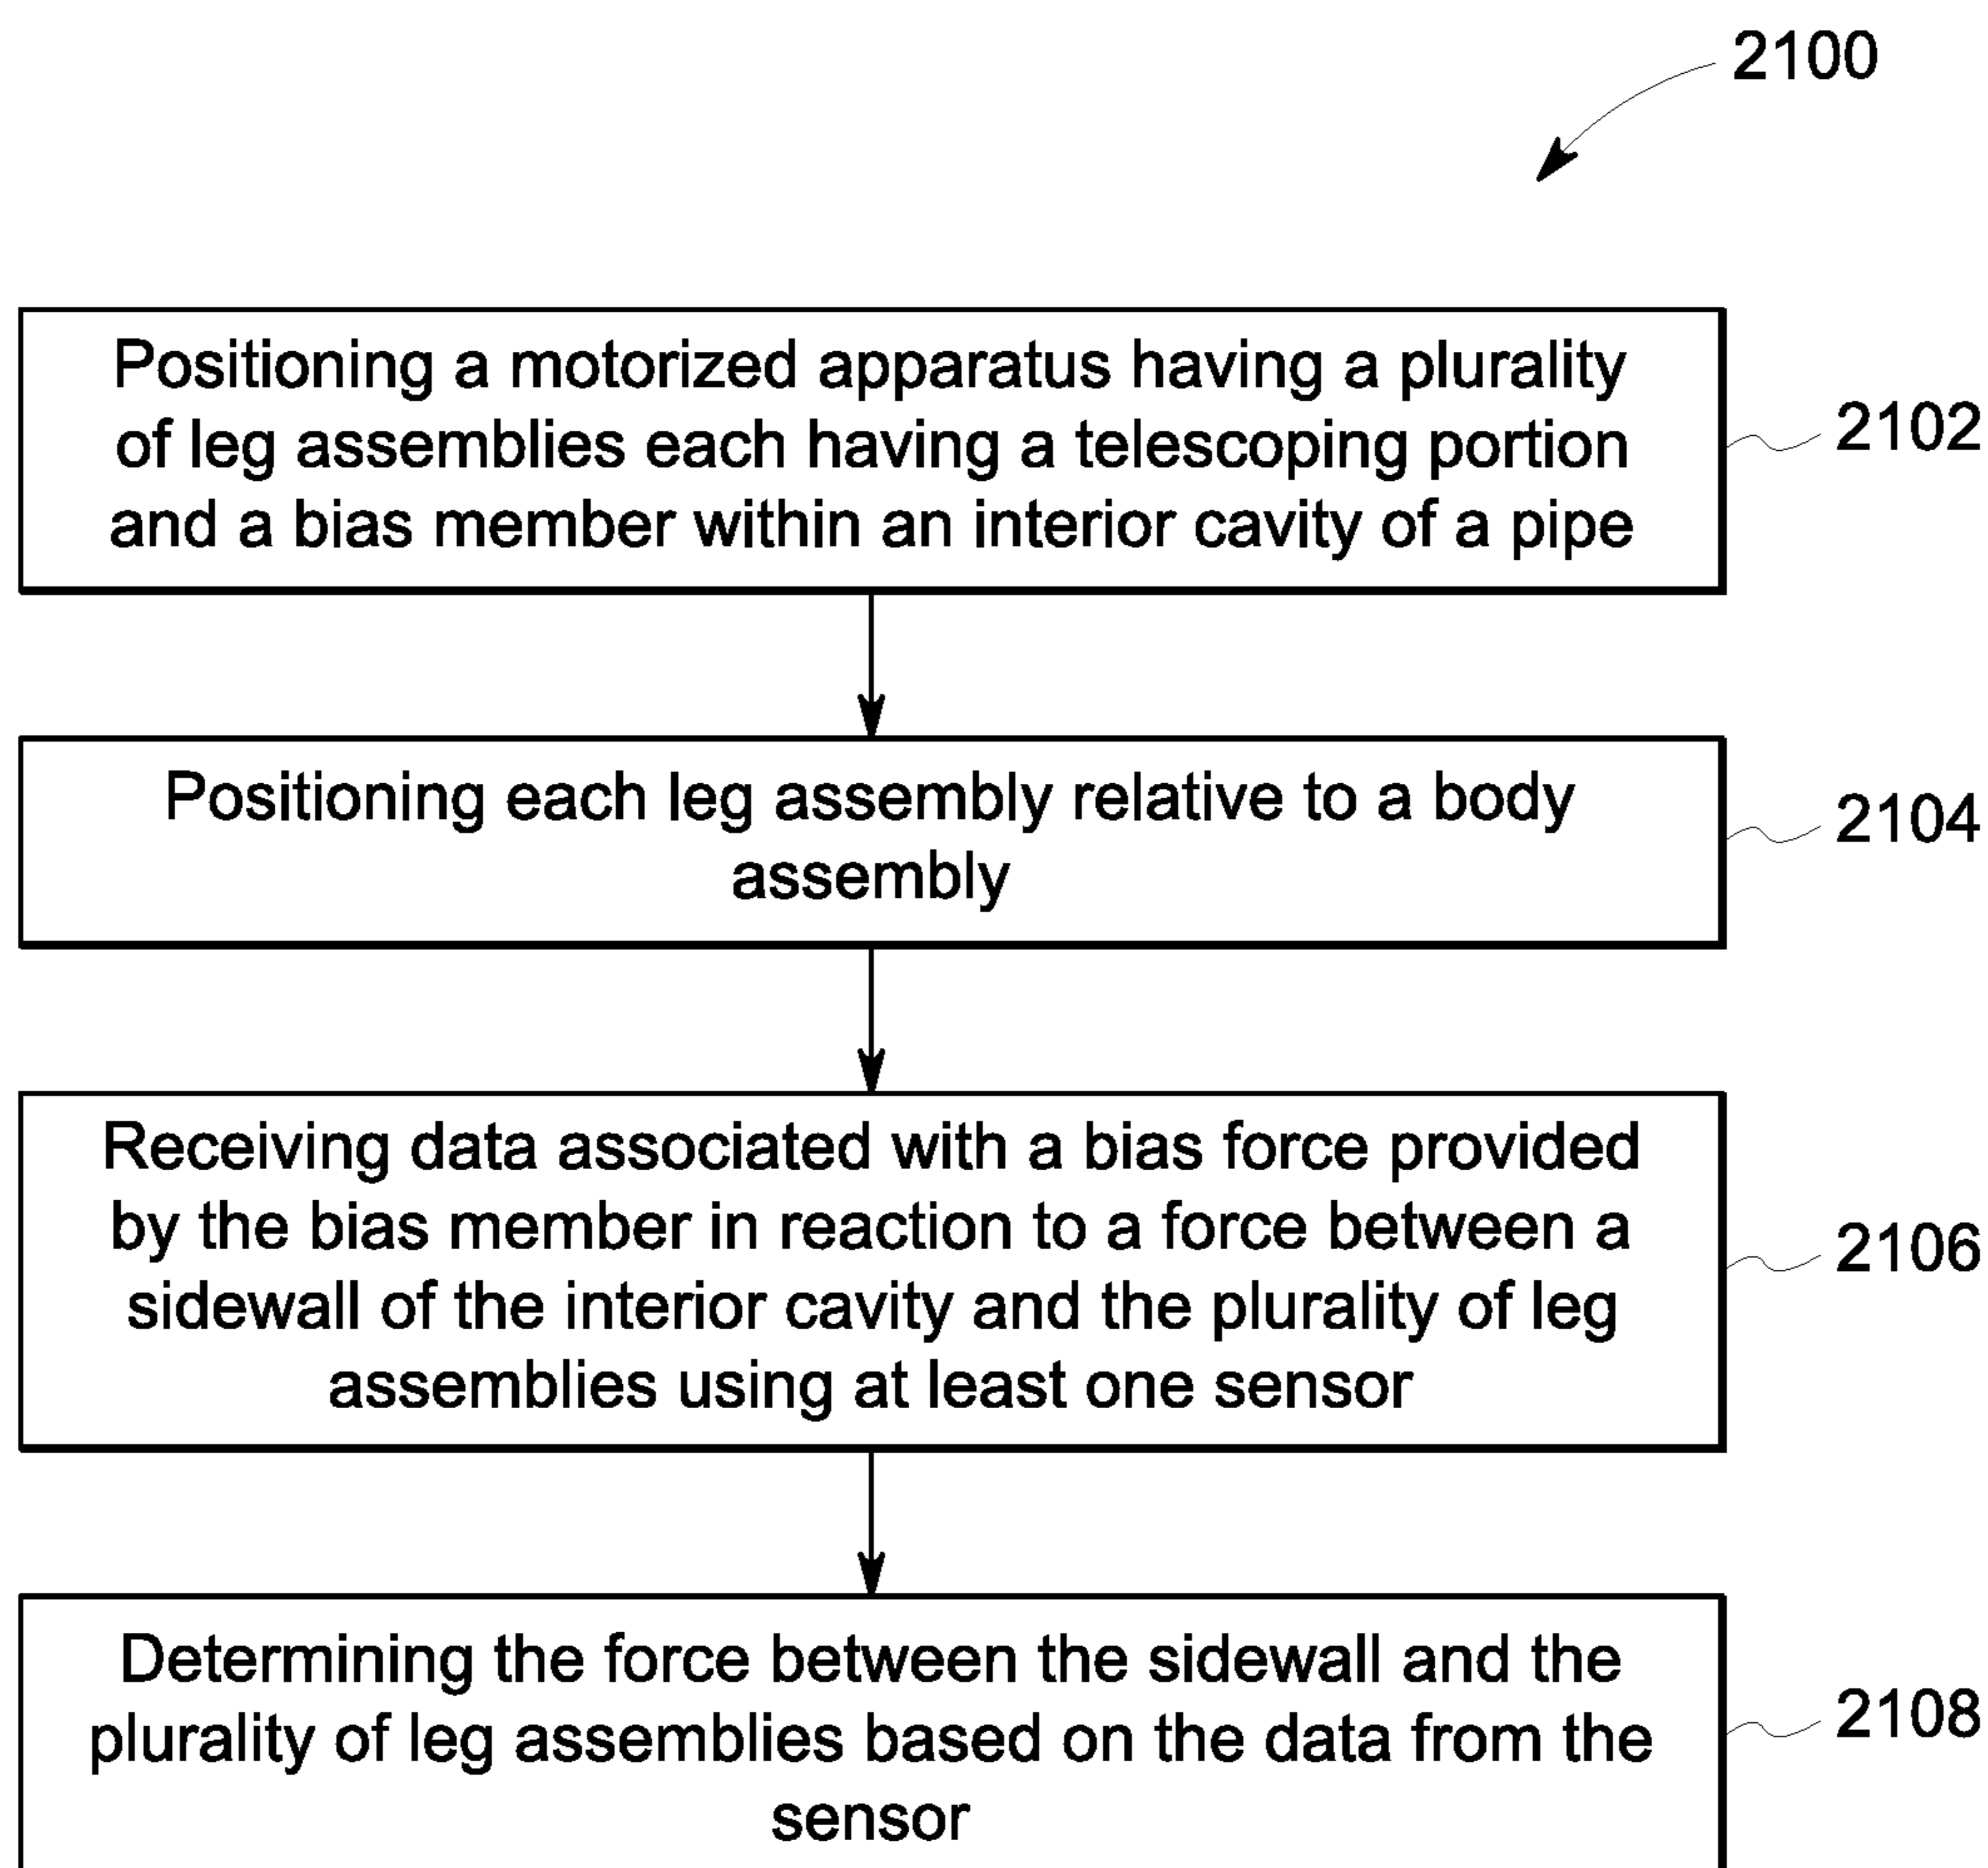 2100
Positioning a motorized apparatus having a plurality
of leg assemblies each having a telescoping portion
and a bias member within an interior cavity of a pipe
2102
Positioning each leg assembly relative to a body
assembly
2104
Receiving data associated with a bias force provided
by the bias member in reaction to a force between a
sidewall of the interior cavity and the plurality of leg
assemblies using at least one sensor
2106
Determining the force between the sidewall and the
plurality of leg assemblies based on the data from the
sensor
2108